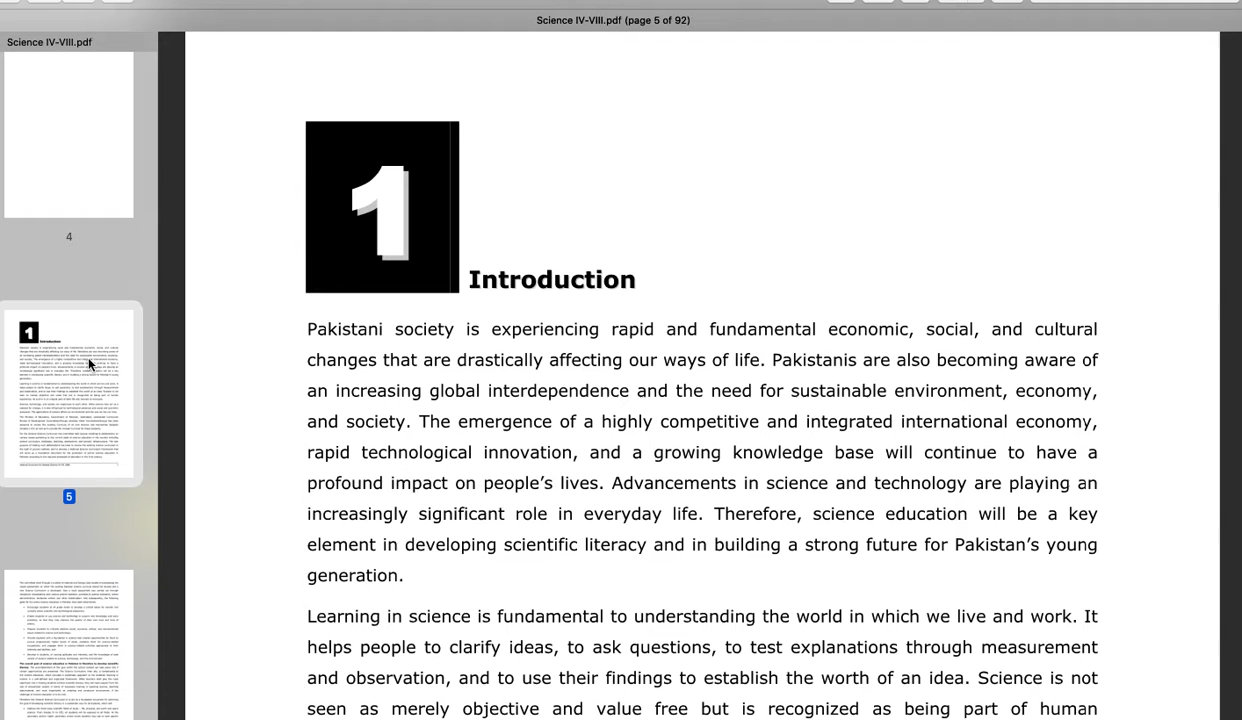 Science IV-VIII.pdf (page 5 of 92)
Science IV-VIII.pdf
4
1
Introduction
5
1
Introduction
Pakistani society is experiencing rapid and fundamental economic, social, and cultural
changes that are drastically affecting our ways of life. Pakistanis are also becoming aware of
an increasing global interdependence and the need for sustainable environment, economy,
and society. The emergence of a highly competitive and integrated international economy,
rapid technological innovation, and a growing knowledge base will continue to have a
profound impact on people's lives. Advancements in science and technology are playing an
increasingly significant role in everyday life. Therefore, science education will be a key
element in developing scientific literacy and in building a strong future for Pakistan's young
generation.
Learning in science is fundamental to understanding the world in which we live and work. It
helps people to clarify ideas, to ask questions, to test explanations through measurement
and observation, and to use their findings to establish the worth of an idea. Science is not
seen as merely objective and value free but is recognized as being part of human